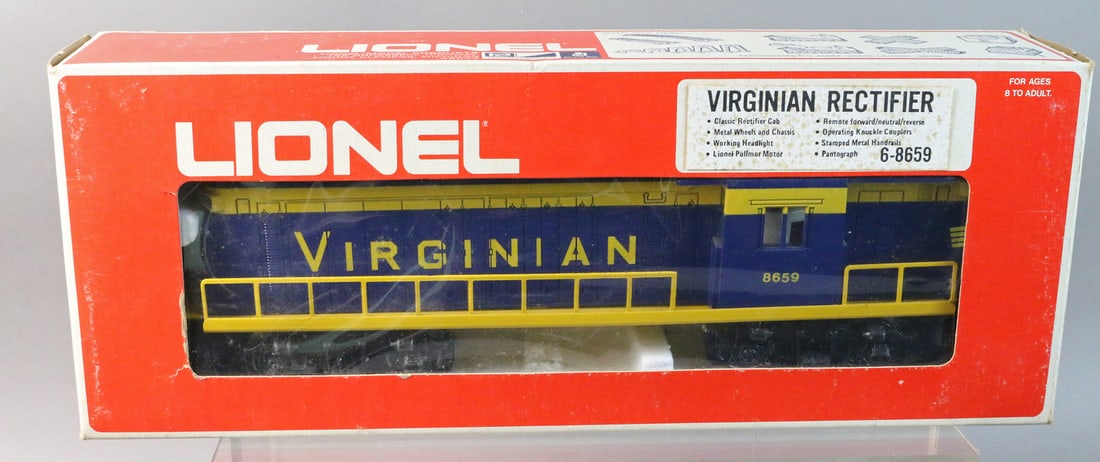 LIONEL
FOR AGES
8 TO ADULT.
VIRGINIAN RECTIFIER
• Classic Rectifier Cab
• Metal Wheels and Chassis
• Working Headlight
• Lionel Pullmor Motor
• Remote forward/neutral/reverse
• Operating Knuckle Couplers
• Stamped Metal Handrails
• Pantograph
6-8659
LIONEL
VIRGINIAN
8659